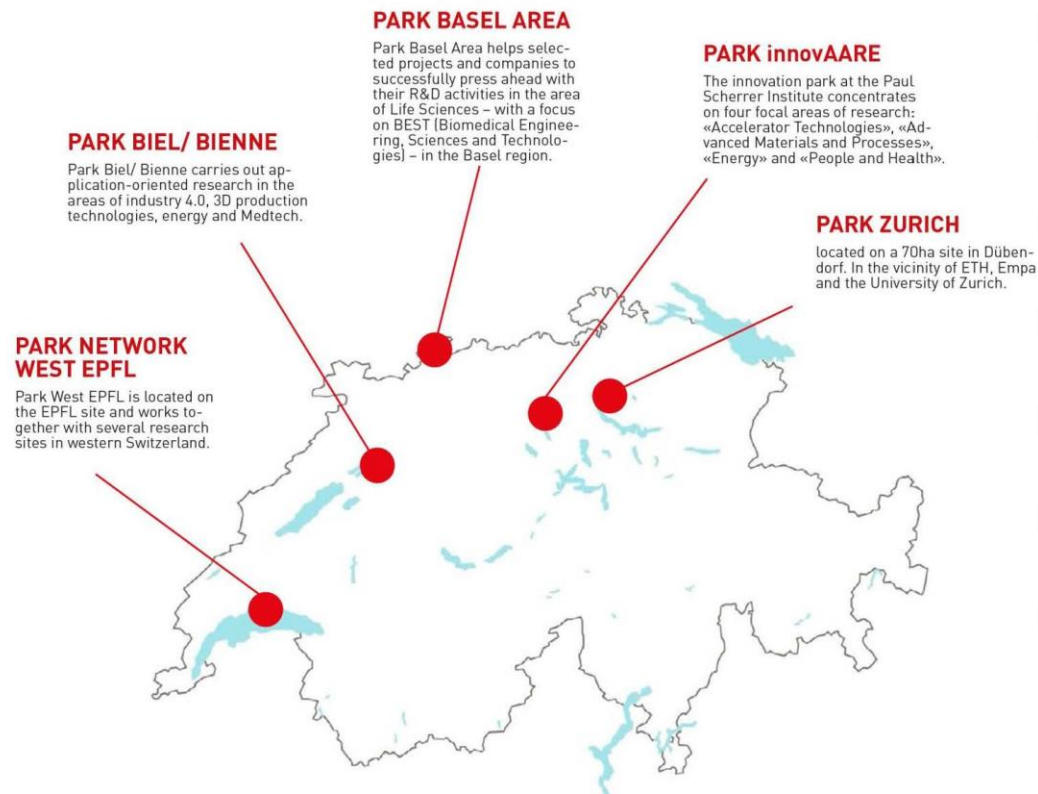 PARK BASEL AREA
Park Basel Area helps selec-
ted projects and companies to
successfully press ahead with
their R&D activities in the area
of Life Sciences – with a focus
on BEST (Biomedical Enginee-
ring, Sciences and Technolo-
gies) – in the Basel region.
PARK innovAARE
The innovation park at the Paul
Scherrer Institute concentrates
on four focal areas of research:
«Accelerator Technologies», «Ad-
vanced Materials and Processes»,
«Energy» and «People and Health».
PARK BIEL/ BIENNE
Park Biel/ Bienne carries out ap-
plication-oriented research in the
areas of industry 4.0, 3D production
technologies, energy and Medtech.
PARK ZURICH
located on a 70ha site in Düben-
dorf. In the vicinity of ETH, Empa
and the University of Zurich.
PARK NETWORK
WEST EPFL
Park West EPFL is located on
the EPFL site and works to-
gether with several research
sites in western Switzerland.